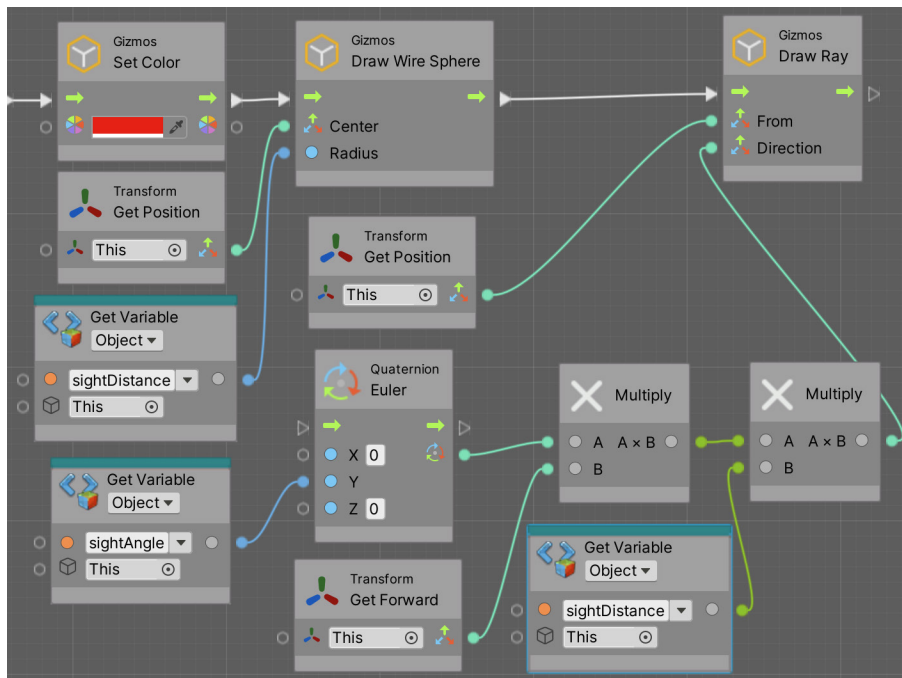 Gizmos
Set Color
Gizmos
Draw Wire Sphere
Center
Radius
Gizmos
Draw Ray
From
Direction
Transform
Get Position
This
Transform
Get Position
This
Get Variable
Object
sightDistance
This
Quaternion
Euler
X 0
Y
Z 0
Multiply
A A × B
B
Multiply
A A × B
B
Get Variable
Object
sightAngle
This
Transform
Get Forward
This
Get Variable
Object
sightDistance
This